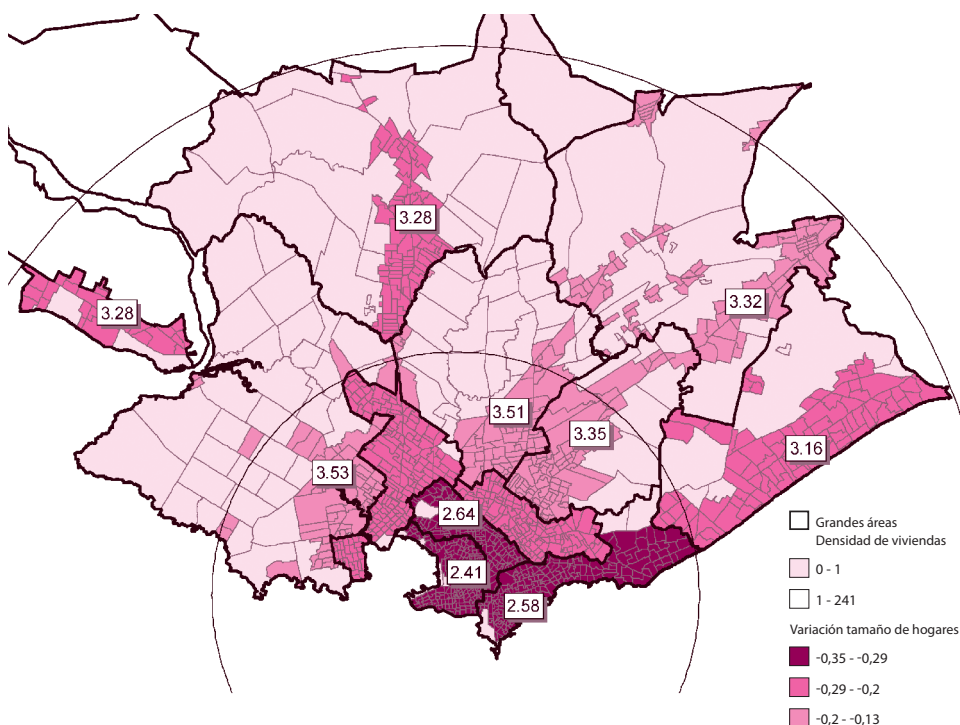 3.28
3.28
3.32
3.51
3.35
3.16
3.53
2.64
2.41
2.58
Grandes áreas
Densidad de viviendas
0 - 1
1 - 241
Variación tamaño de hogares
-0,35 - -0,29
-0,29 - -0,2
-0,2 - -0,13